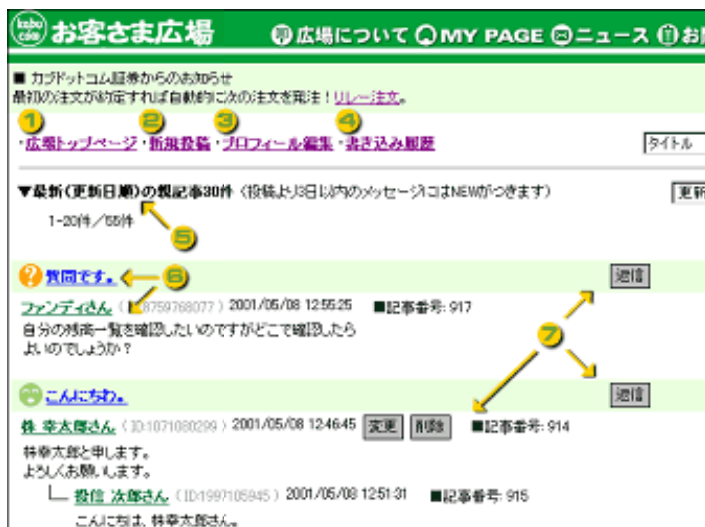 kabu.com お客さま広場 広場について MY PAGE ニュース お
■ カブドットコム証券からのお知らせ
最初の注文が約定すれば自動的に次の注文を発注！リレー注文。
1 2 3 4
・広場トップページ ・新規投稿 ・プロフィール編集 ・書き込み履歴 タイトル
▼最新(更新日順)の親記事30件 (投稿より3日以内のメッセージにはNEWがつきます) 更新
1-20件／55件
5
質問です。 6 返信
ファンディさん 8759768077) 2001/05/08 12:55:25 ■記事番号: 917
自分の残高一覧を確認したいのですがどこで確認したら
よいのでしょうか？
7
こんにちわ。 返信
株 幸太郎さん (ID:1071080299) 2001/05/08 12:46:45 変更 削除 ■記事番号: 914
株幸太郎と申します。
よろしくお願いします。
投信 次郎さん (ID:1997105945) 2001/05/08 12:51:31 ■記事番号: 915
こんにちは、株幸太郎さん。